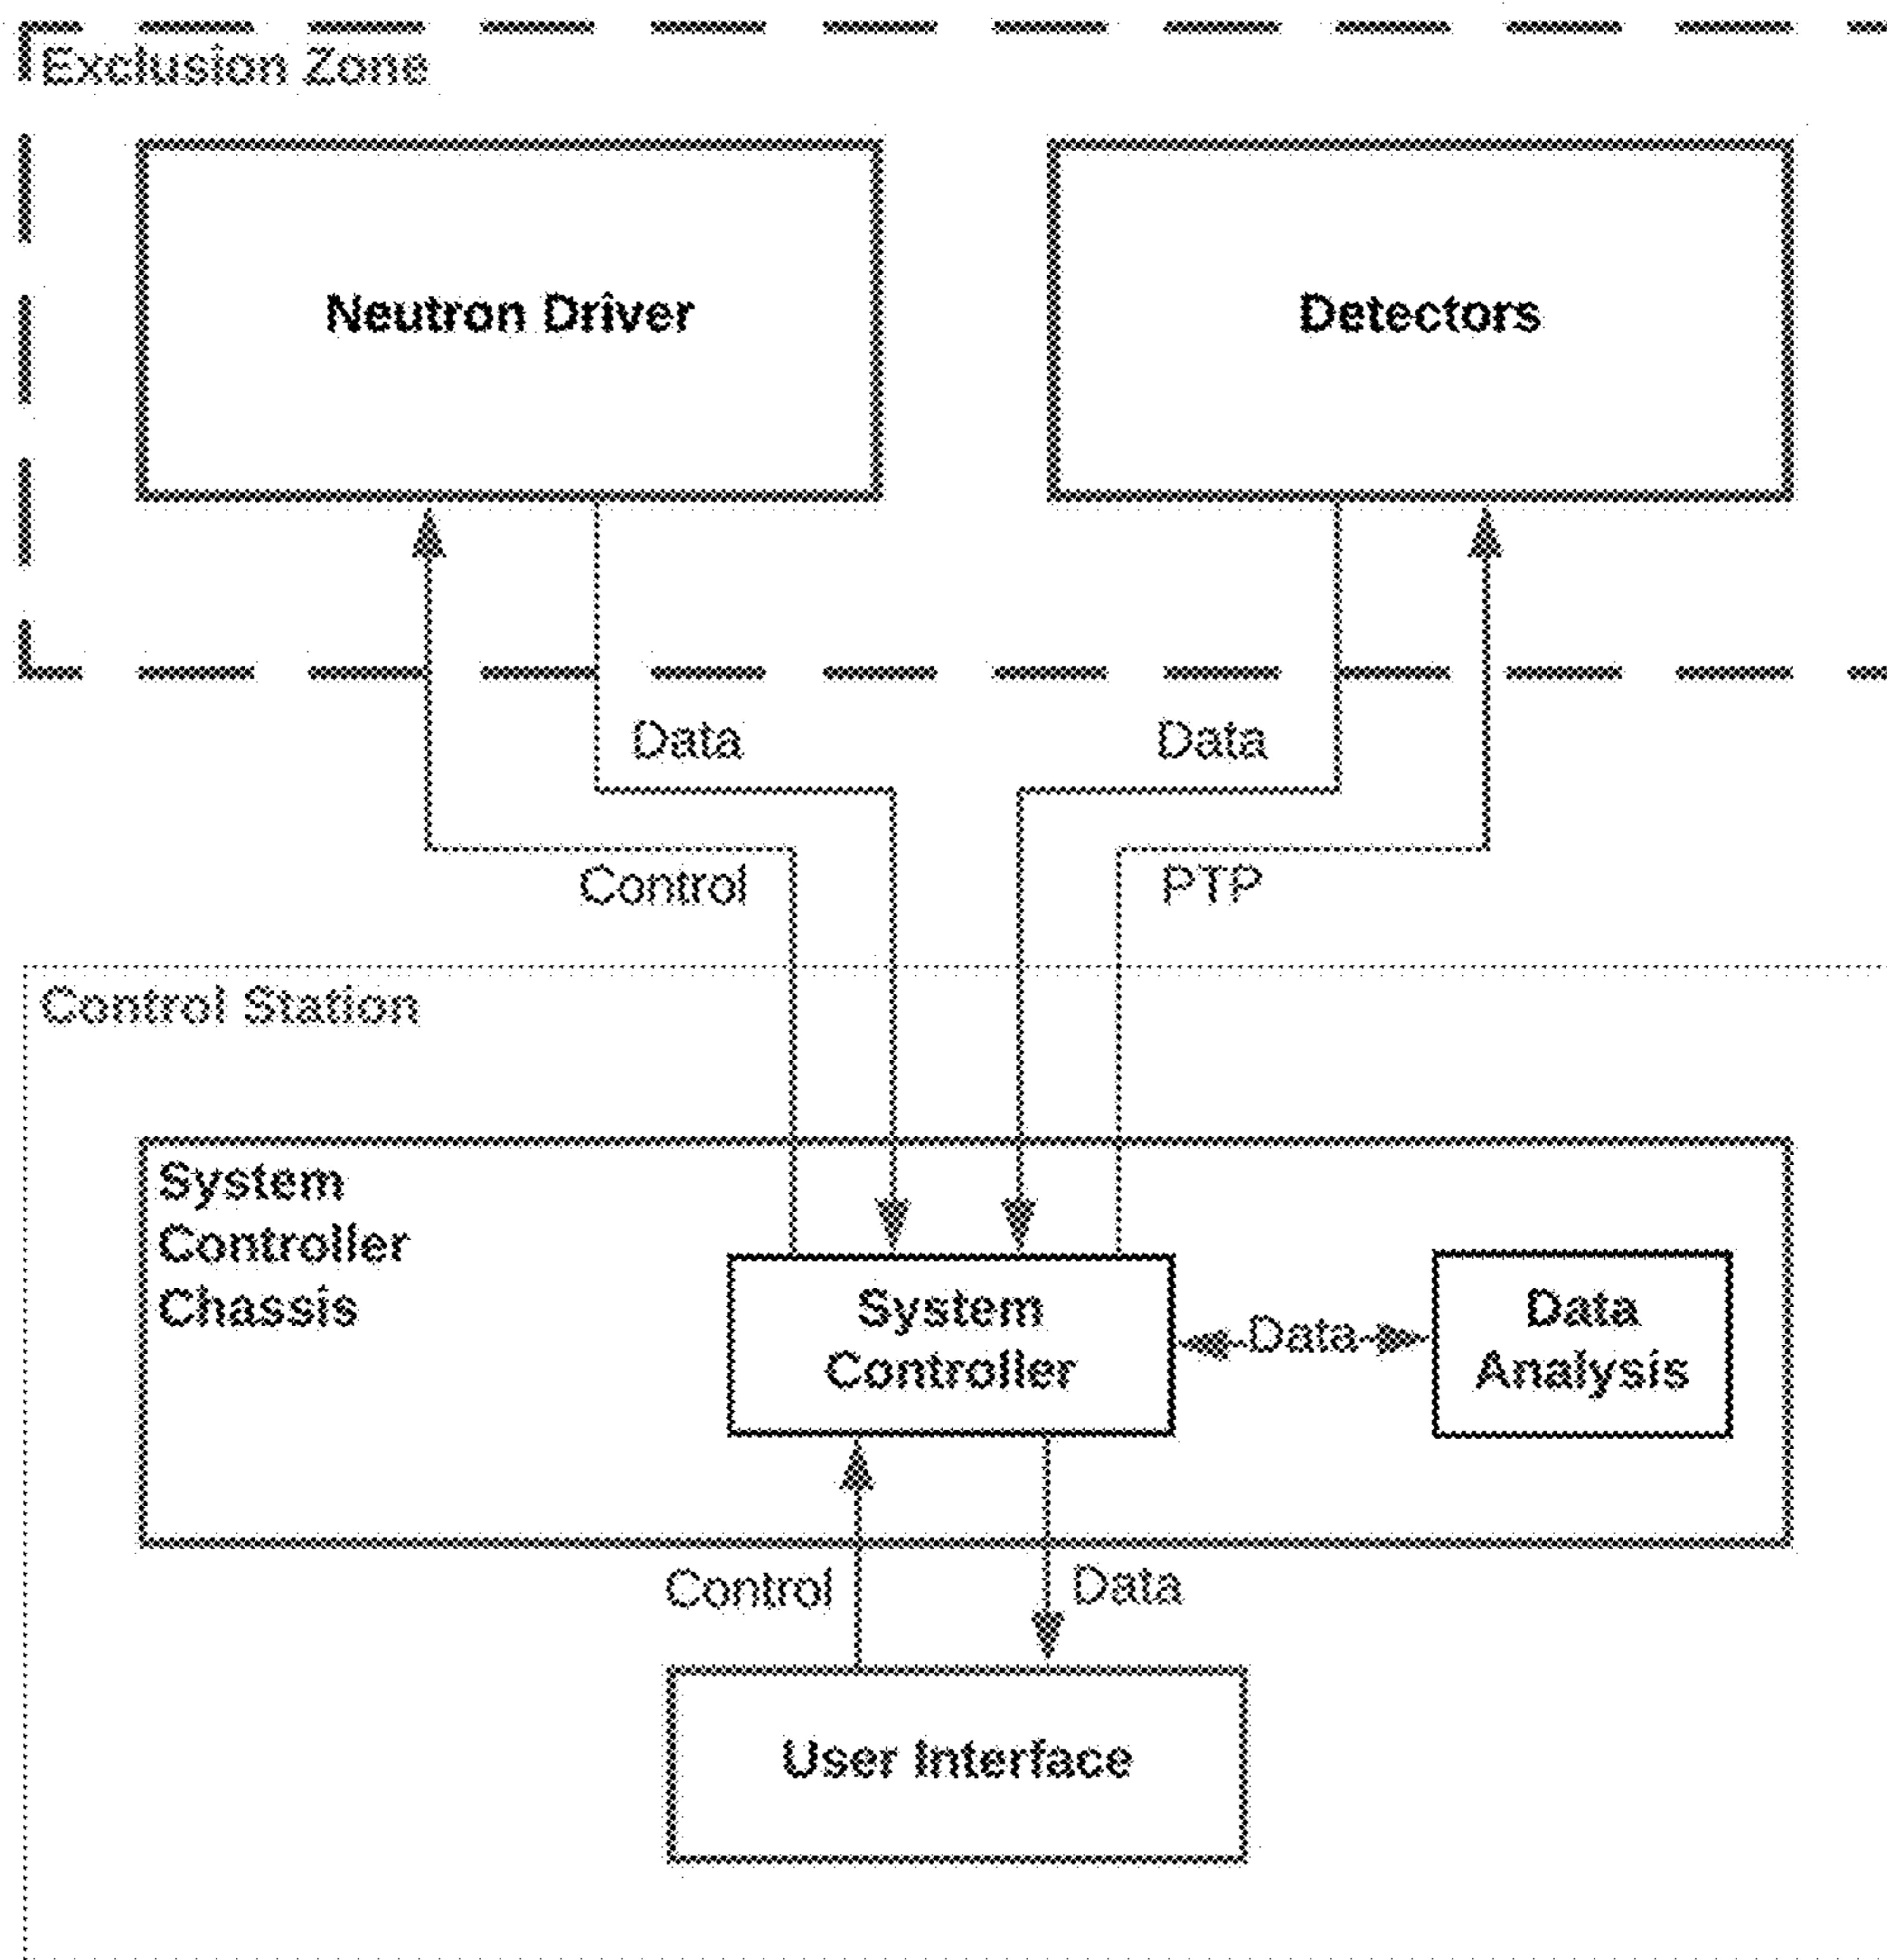 Exclusion Zone
Neutron Driver
Detectors
Data
Data
Control
PTP
Control Station
System
Controller
Chassis
System
Controller
Data
Data
Analysis
Control
Data
User Interface